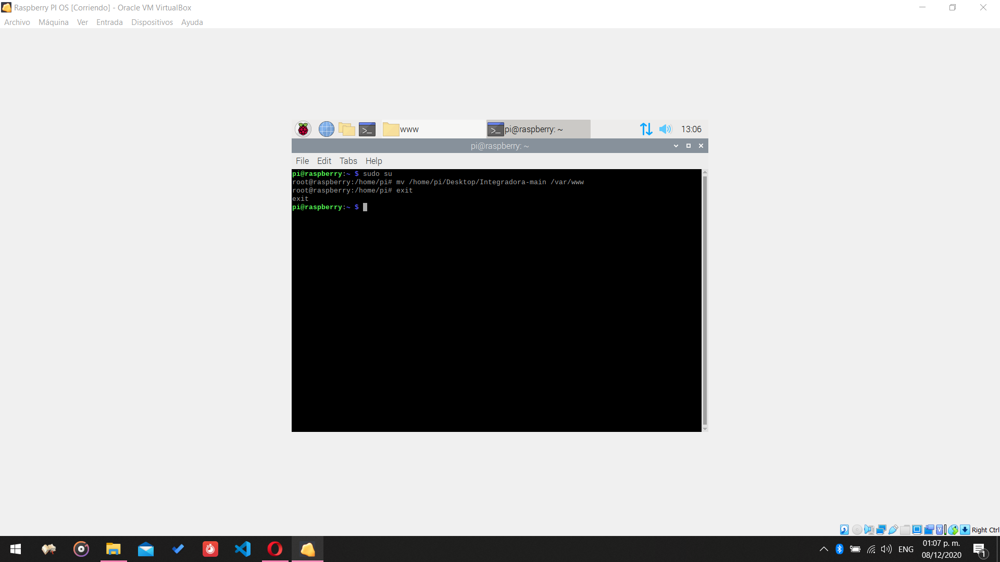 Raspberry PI OS [Corriendo] - Oracle VM VirtualBox
Archivo Máquina Ver Entrada Dispositivos Ayuda
www pi@raspberry: ~ 13:06
pi@raspberry: ~
File Edit Tabs Help
pi@raspberry:~ $ sudo su
root@raspberry:/home/pi# mv /home/pi/Desktop/Integradora-main /var/www
root@raspberry:/home/pi# exit
exit
pi@raspberry:~ $
Right Ctrl
ENG
01:07 p. m.
08/12/2020
1